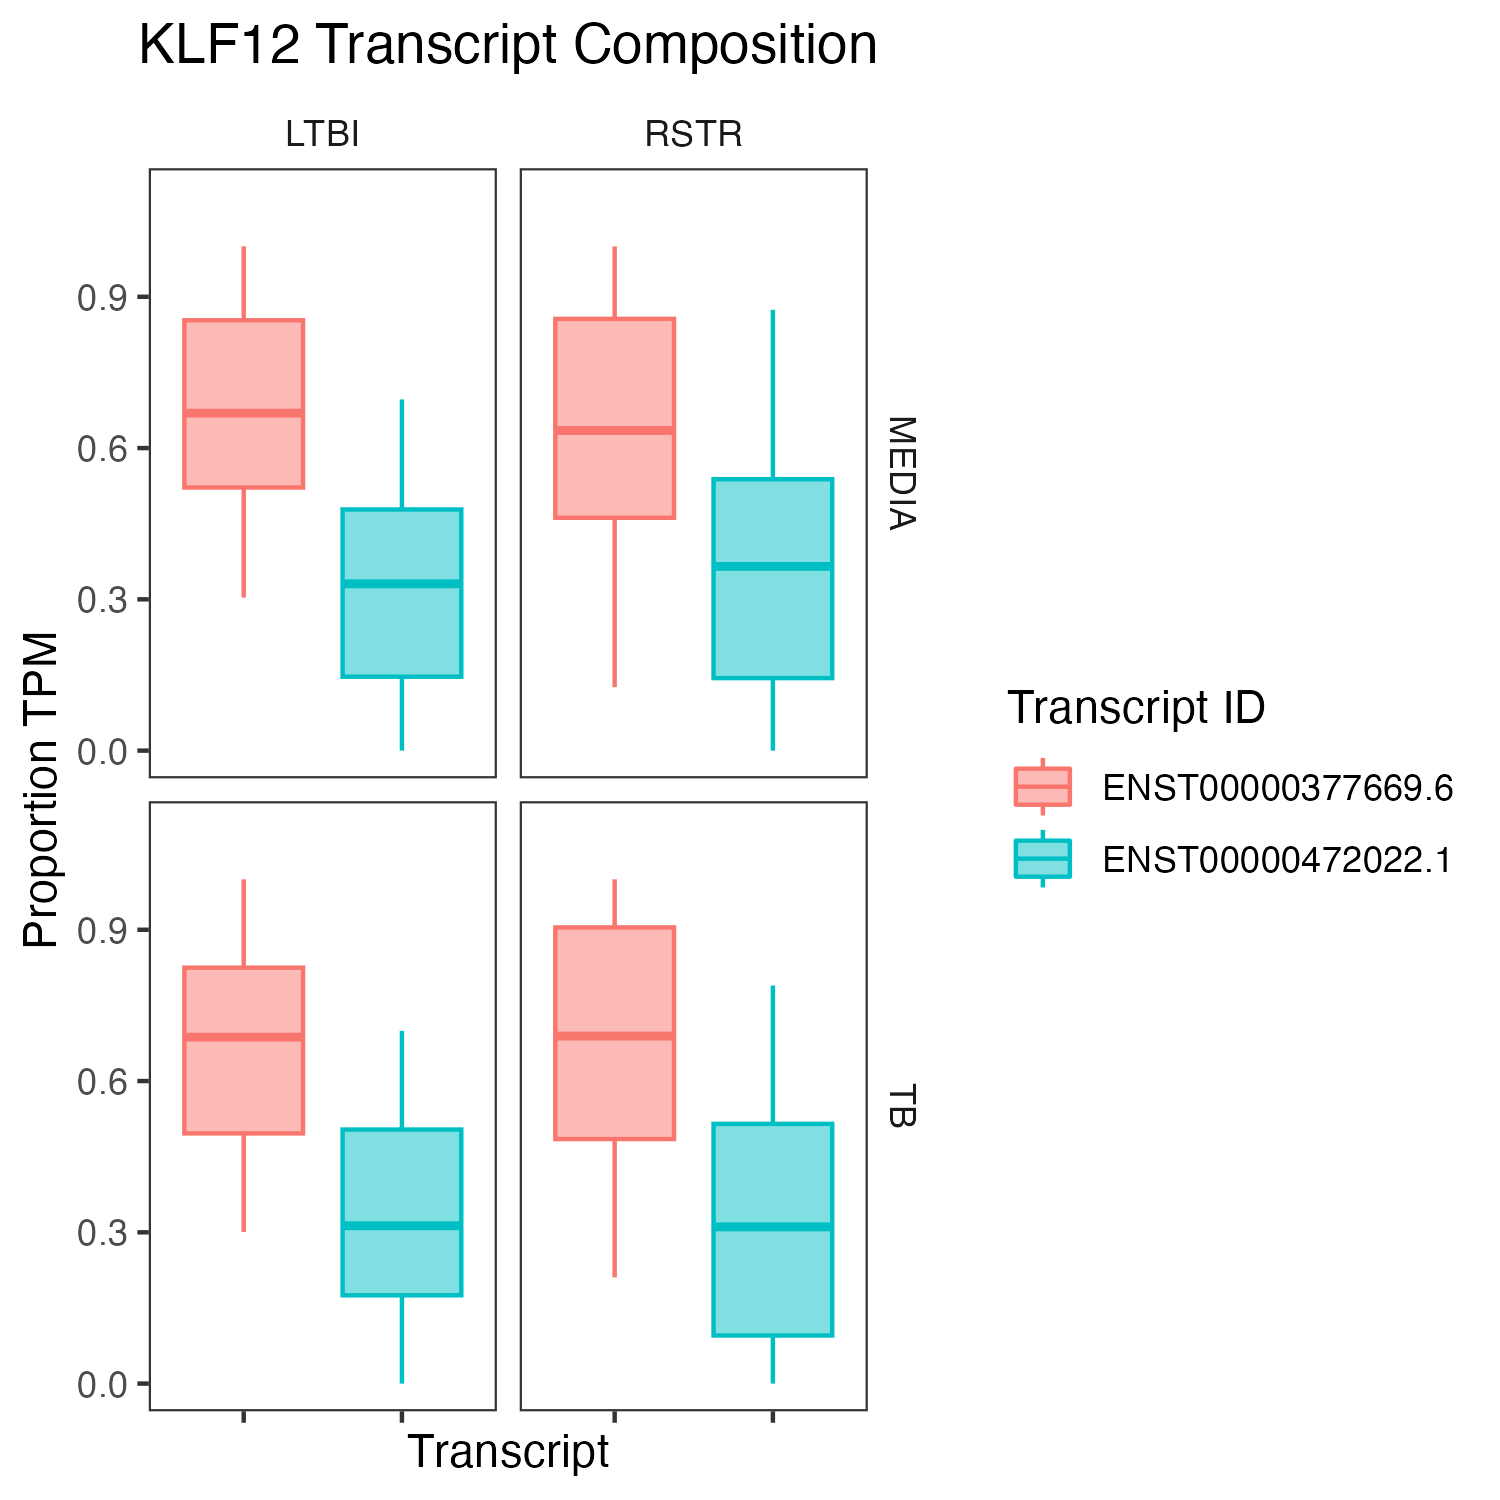 KLF12 Transcript Composition
LTBI
RSTR
0.9
0.6
0.3
0.0
MEDIA
0.9
0.6
0.3
0.0
TB
Proportion TPM
Transcript
Transcript ID
ENST00000377669.6
ENST00000472022.1